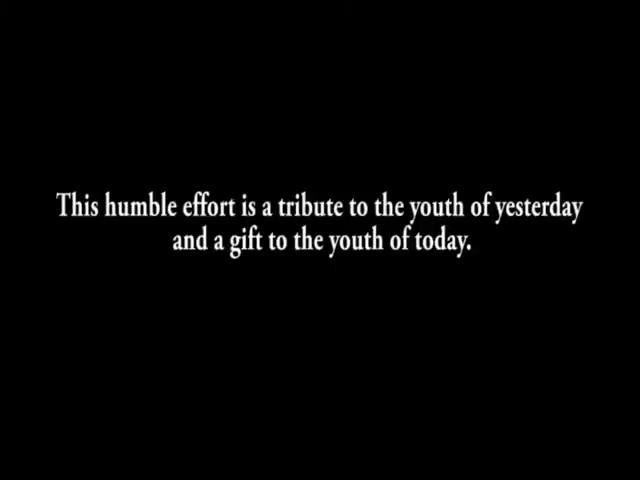 This humble effort is a tribute to the youth of yesterday
and a gift to the youth of today.